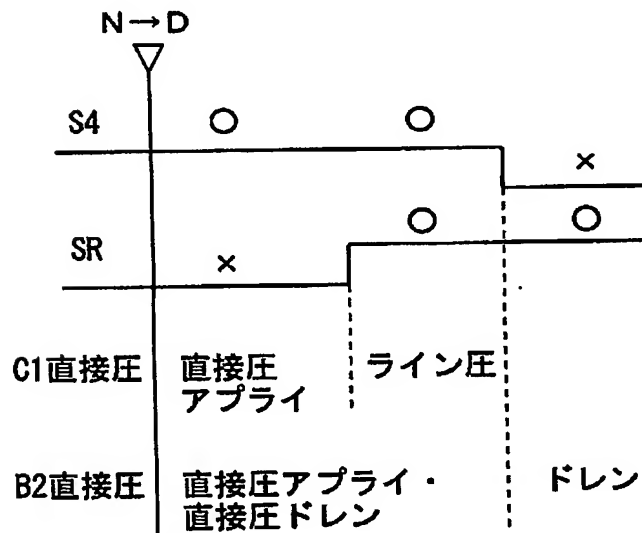 N→D
S4 ○ ○ ×
SR × ○ ○
C1直接圧 直接圧 ライン圧
アプライ
B2直接圧 直接圧アプライ・ ドレン
直接圧ドレン